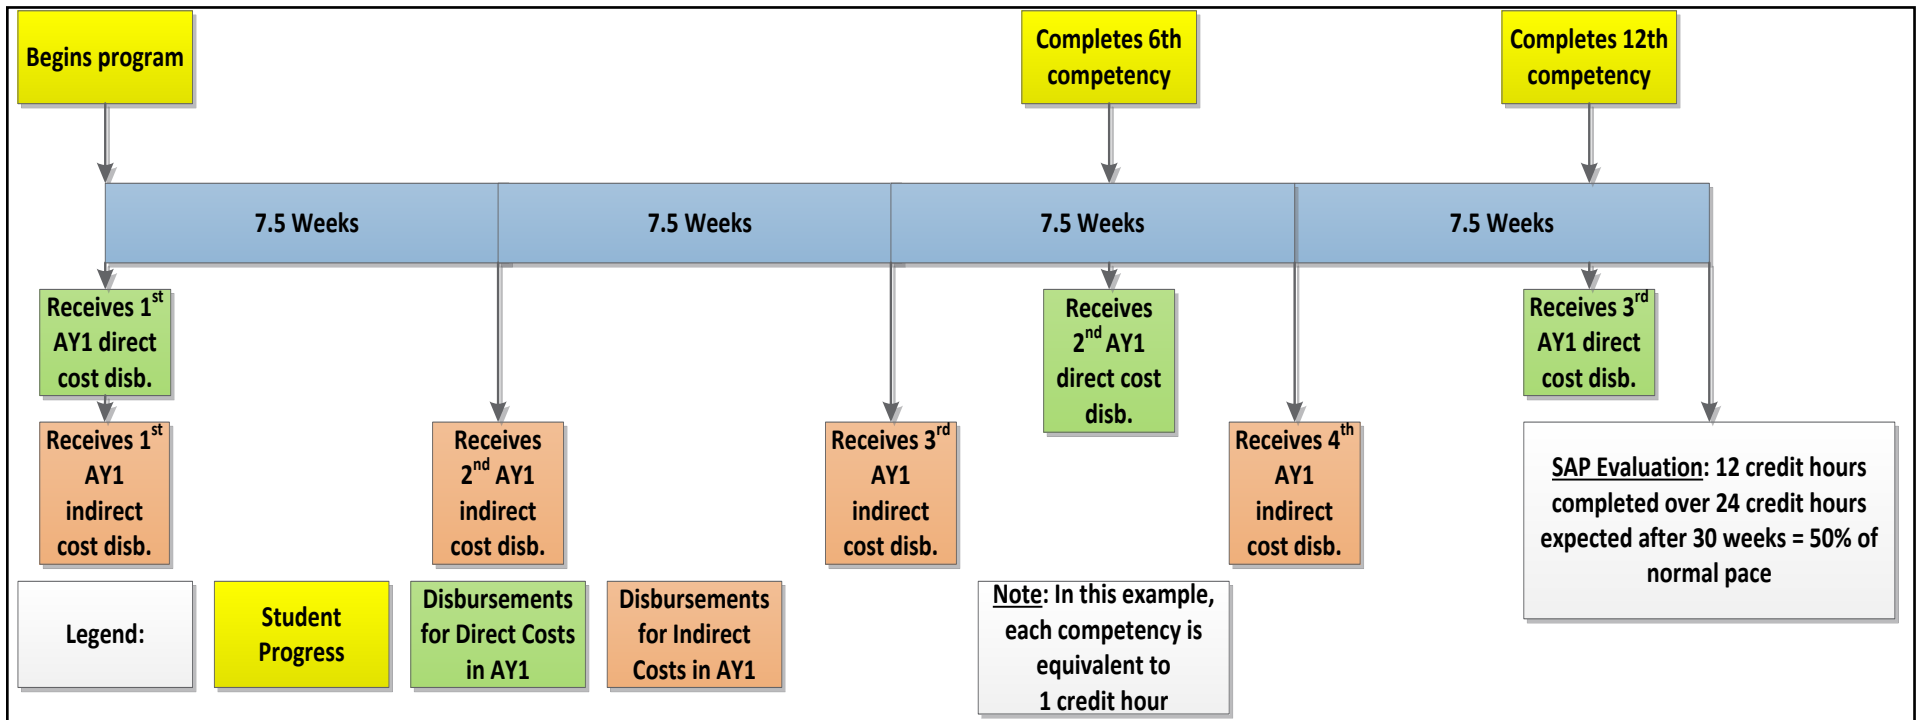 Begins program
Completes 6th
competency
Completes 12th
competency
7.5 Weeks
7.5 Weeks
7.5 Weeks
7.5 Weeks
Receives 1st
AY1 direct
cost disb.
Receives
2nd AY1
direct cost
disb.
Receives 3rd
AY1 direct
cost disb.
Receives 1st
AY1
indirect
cost disb.
Receives
2nd AY1
indirect
cost disb.
Receives 3rd
AY1
indirect
cost disb.
Receives 4th
AY1
indirect
cost disb.
SAP Evaluation: 12 credit hours
completed over 24 credit hours
expected after 30 weeks = 50% of
normal pace
Legend:
Student
Progress
Disbursements
for Direct Costs
in AY1
Disbursements
for Indirect
Costs in AY1
Note: In this example,
each competency is
equivalent to
1 credit hour